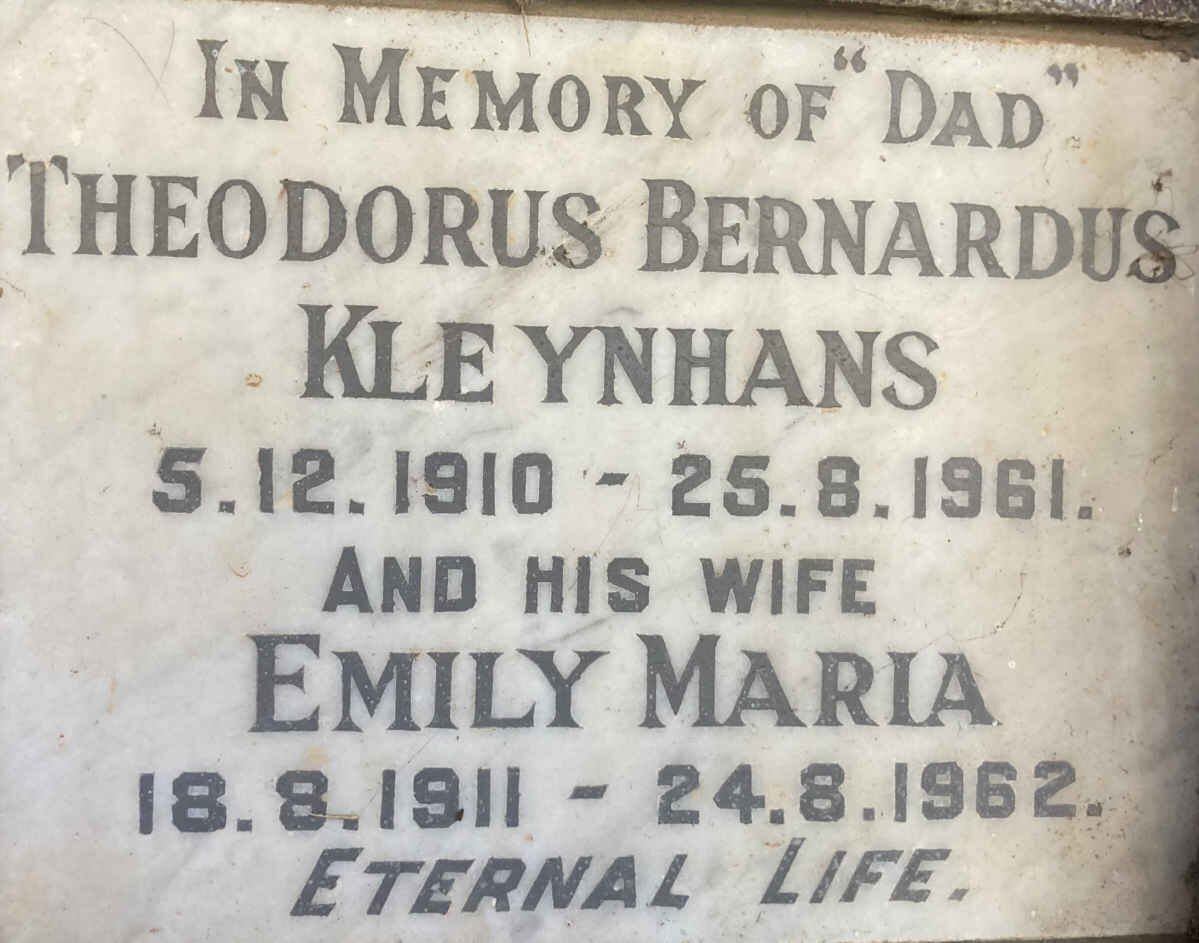 In Memory of "Dad"
Theodorus Bernardus
Kleynhans
5.12.1910 - 25.8.1961.
And his wife
Emily Maria
18.8.1911 - 24.8.1962.
Eternal Life.